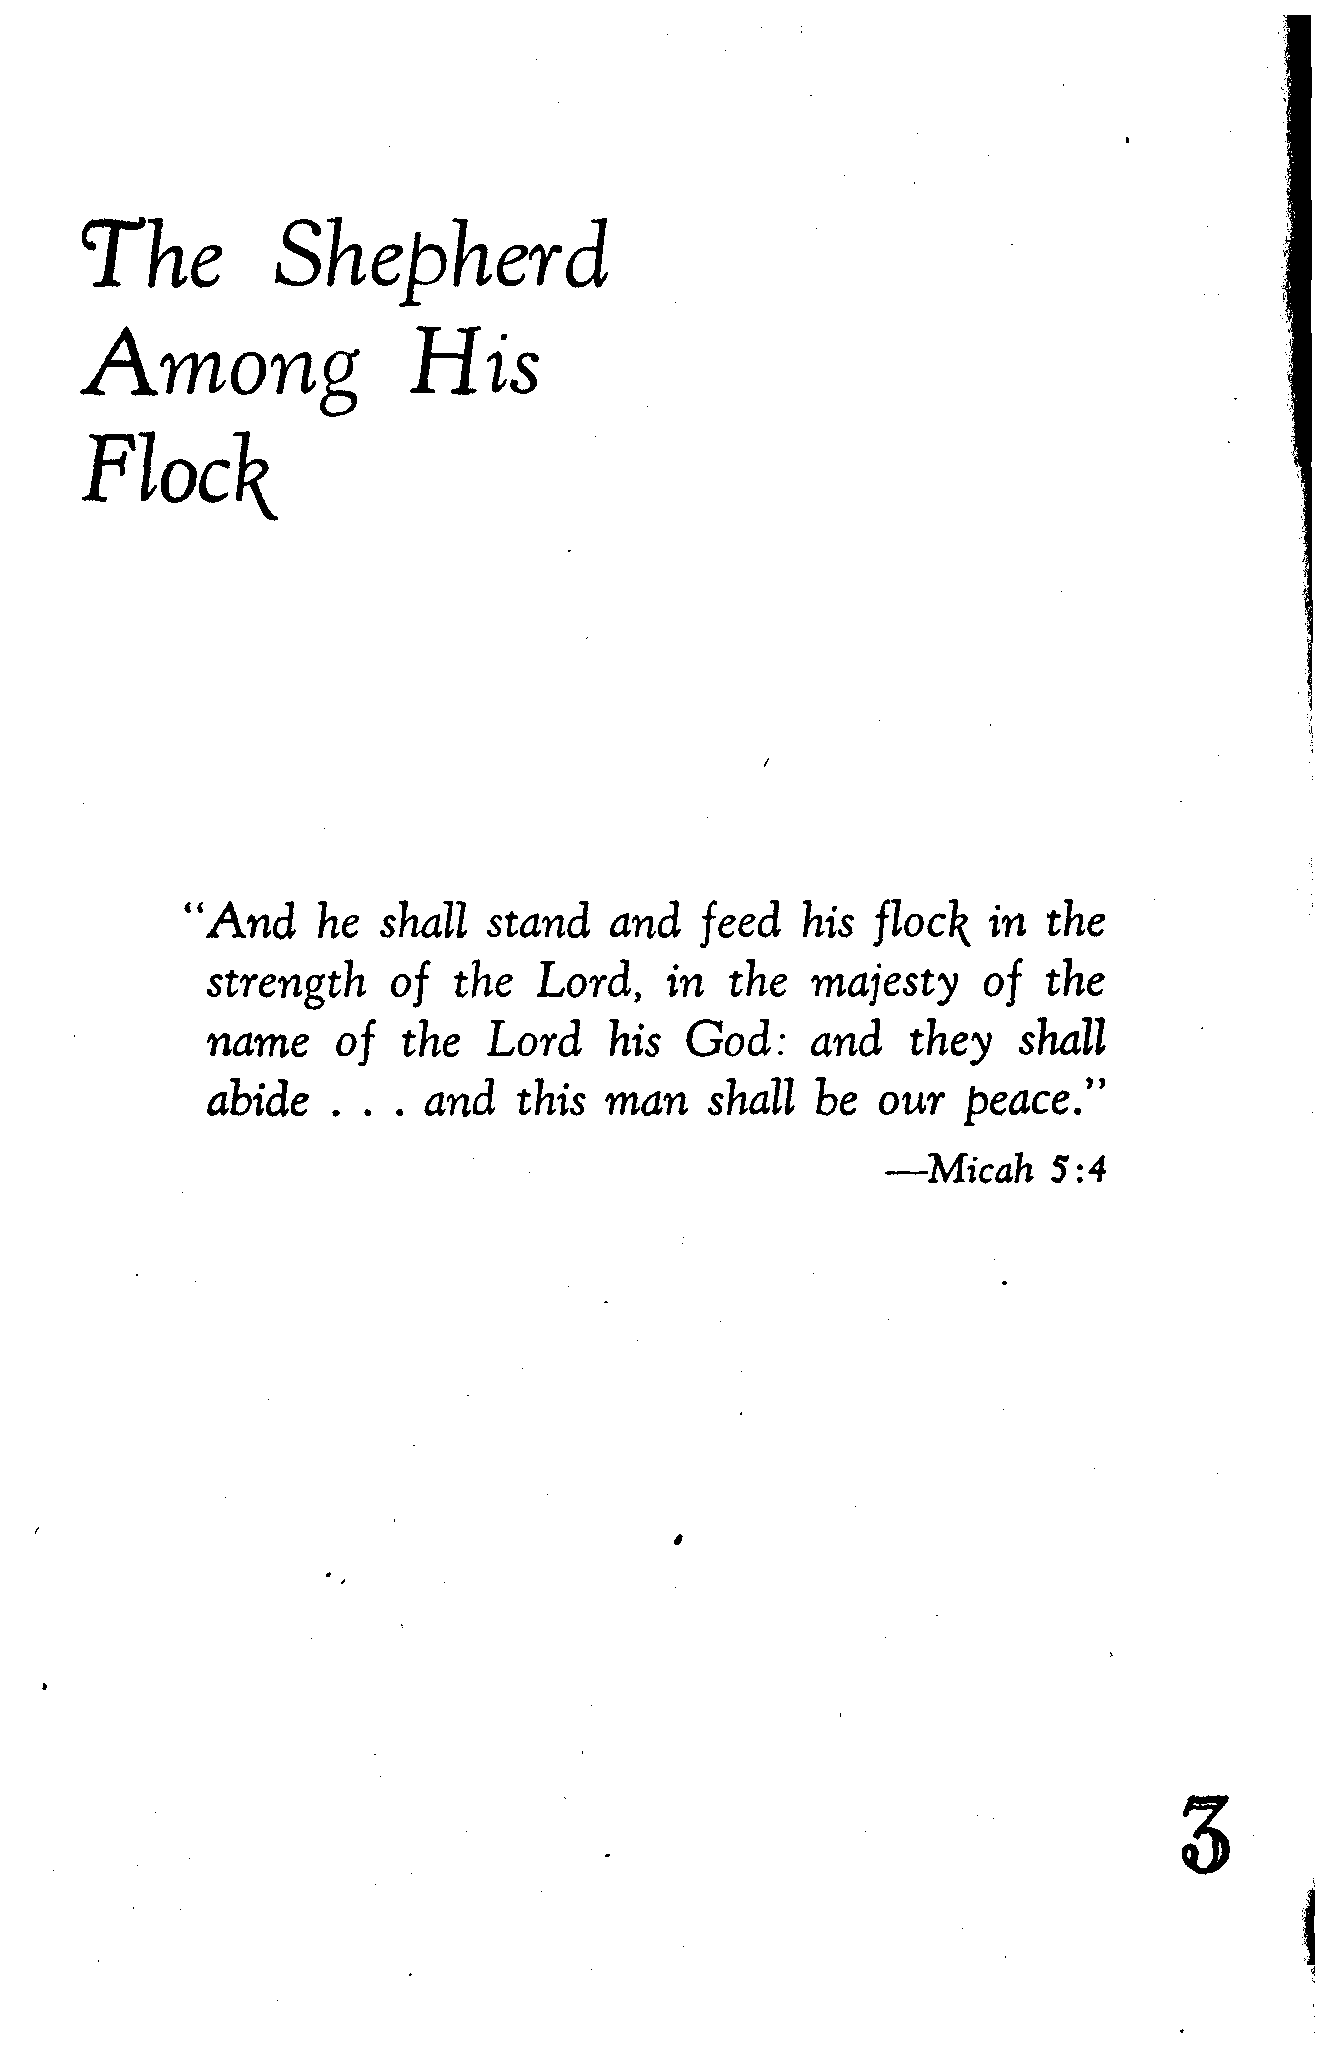 The Shepherd
Among His
Flock
“And he shall stand and feed his flock in the
strength of the Lord, in the majesty of the
name of the Lord his God: and they shall
abide . . . and this man shall be our peace.”
—Micah 5:4
3